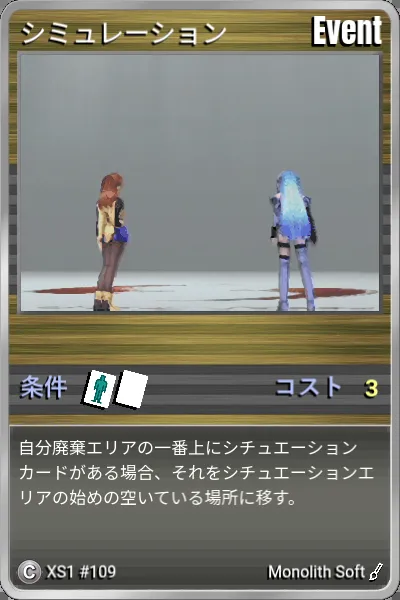 シミュレーション Event
条件 コスト 3
自分廃棄エリアの一番上にシチュエーション
カードがある場合、それをシチュエーションエ
リアの始めの空いている場所に移す。
C XS1 #109 Monolith Soft